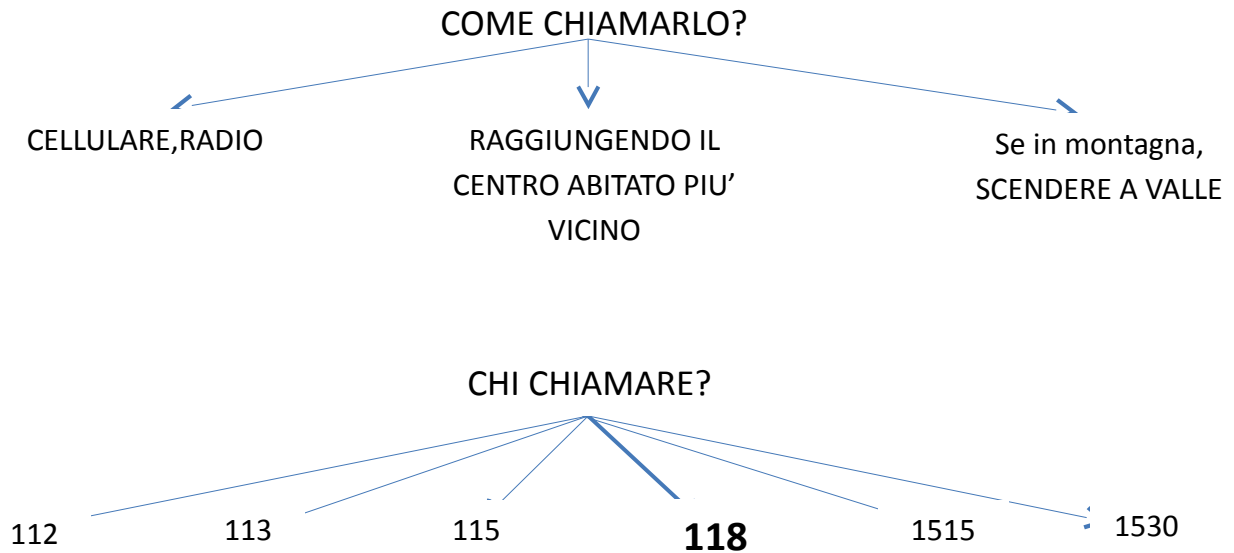 COME CHIAMARLO?
CELLULARE,RADIO
RAGGIUNGENDO IL
CENTRO ABITATO PIU’
VICINO
Se in montagna,
SCENDERE A VALLE
CHI CHIAMARE?
112
113
115
118
1515
1530